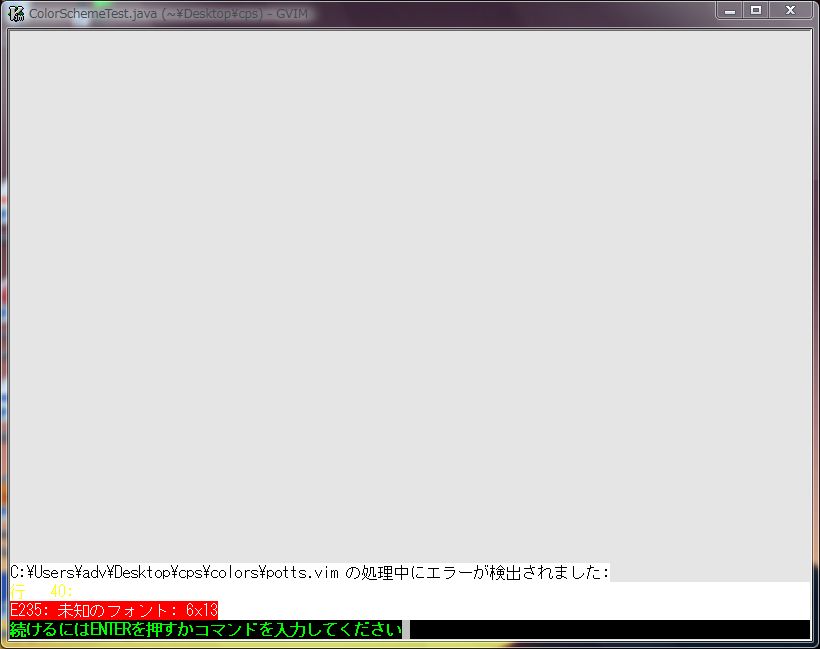 ColorSchemeTest.java (~¥Desktop¥cps) - GVIM
C:¥Users¥adv¥Desktop¥cps¥colors¥potts.vim の処理中にエラーが検出されました:
行   40:
E235: 未知のフォント: 6x13
続けるにはENTERを押すかコマンドを入力してください